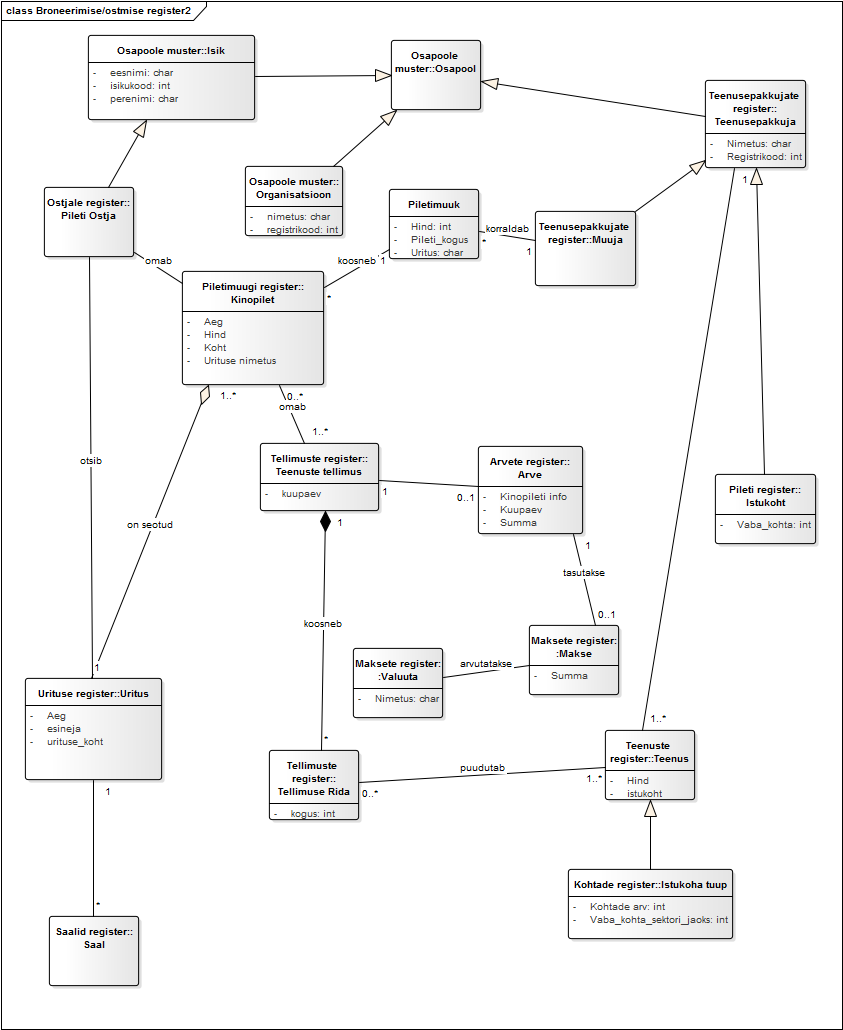 class Broneerimise/ostmise register2
Osapoole muster::Isik
- eesnimi: char
- isikukood: int
- perenimi: char
Osapoole
muster::Osapool
Teenusepakkujate
register::
Teenusepakkuja
- Nimetus: char
- Registrikood: int
1
Ostjale register::
Pileti Ostja
Osapoole muster::
Organisatsioon
- nimetus: char
- registrikood: int
Piletimuuk
- Hind: int
- Pileti_kogus
- Uritus: char
korraldab
*
1
Teenusepakkujate
register::Muuja
omab
koosneb
1
*
Piletimuugi register::
Kinopilet
- Aeg
- Hind
- Koht
- Urituse nimetus
1..*
0..*
omab
1..*
otsib
Tellimuste register::
Teenuste tellimus
- kuupaev
1
0..1
1
Arvete register::
Arve
- Kinopileti info
- Kuupaev
- Summa
Pileti register::
Istukoht
- Vaba_kohta: int
on seotud
1
tasutakse
0..1
koosneb
Maksete register:
:Makse
- Summa
arvutatakse
Maksete register:
:Valuuta
- Nimetus: char
1
Urituse register::Uritus
- Aeg
- esineja
- urituse_koht
1
1..*
Teenuste
register::Teenus
- Hind
- istukoht
*
Tellimuste
register::
Tellimuse Rida
- kogus: int
puudutab
0..*
1..*
Kohtade register::Istukoha tuup
- Kohtade arv: int
- Vaba_kohta_sektori_jaoks: int
*
Saalid register::
Saal